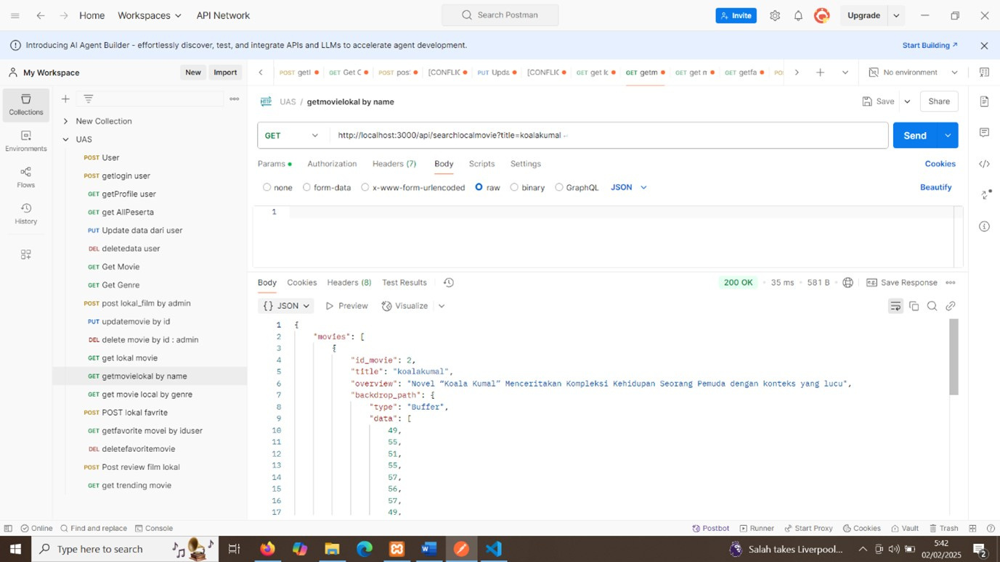 Home Workspaces API Network Search Postman Invite Upgrade
Introducing AI Agent Builder - effortlessly discover, test, and integrate APIs and LLMs to accelerate agent development. Start Building
My Workspace New Import POST getl GET Get C POST pos [CONFLIC PUT Upda [CONFLIC GET get lo GET getm GET get m GET getfa PO No environment
Collections
Environments
Flows
History
New Collection
UAS
POST User
POST getlogin user
GET getProfile user
GET get AllPeserta
PUT Update data dari user
DEL deletedata user
GET Get Movie
GET Get Genre
POST post lokal_film by admin
PUT updatemovie by id
DEL delete movie by id : admin
GET get lokal movie
GET getmovielokal by name
GET get movie local by genre
POST POST lokal favrite
GET getfavorite movei by iduser
DEL deletefavoritemovie
POST Post review film lokal
GET get trending movie
HTTP UAS / getmovielokal by name Save Share
GET http://localhost:3000/api/searchlocalmovie?title=koalakumal Send
Params Authorization Headers (7) Body Scripts Settings Cookies
none form-data x-www-form-urlencoded raw binary GraphQL JSON Beautify
1
Body Cookies Headers (8) Test Results 200 OK 35 ms 581 B Save Response
{} JSON Preview Visualize
1 {
2 "movies": [
3 {
4 "id_movie": 2,
5 "title": "koalakumal",
6 "overview": "Novel “Koala Kumal” Menceritakan Kompleksi Kehidupan Seorang Pemuda dengan konteks yang lucu",
7 "backdrop_path": {
8 "type": "Buffer",
9 "data": [
10 49,
11 55,
12 51,
13 55,
14 57,
15 56,
16 57,
17 49,
Online Find and replace Console Postbot Runner Start Proxy Cookies Vault Trash
Type here to search Salah takes Liverpool... 5:42
02/02/2025 2